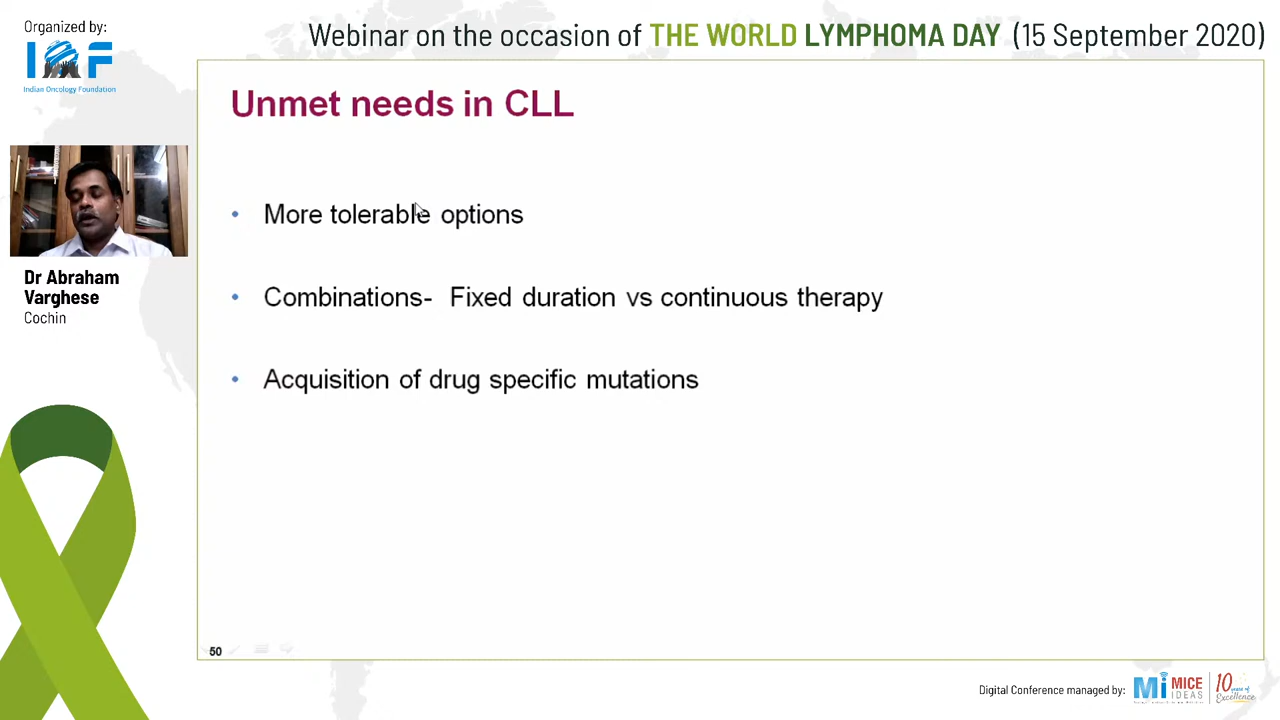 Organized by:
IOF
Indian Oncology Foundation
Webinar on the occasion of THE WORLD LYMPHOMA DAY (15 September 2020)
Unmet needs in CLL
Dr Abraham
Varghese
Cochin
• More tolerable options
• Combinations- Fixed duration vs continuous therapy
• Acquisition of drug specific mutations
50
Digital Conference managed by:
Mi MICE
IDEAS
10 years of
Excellence